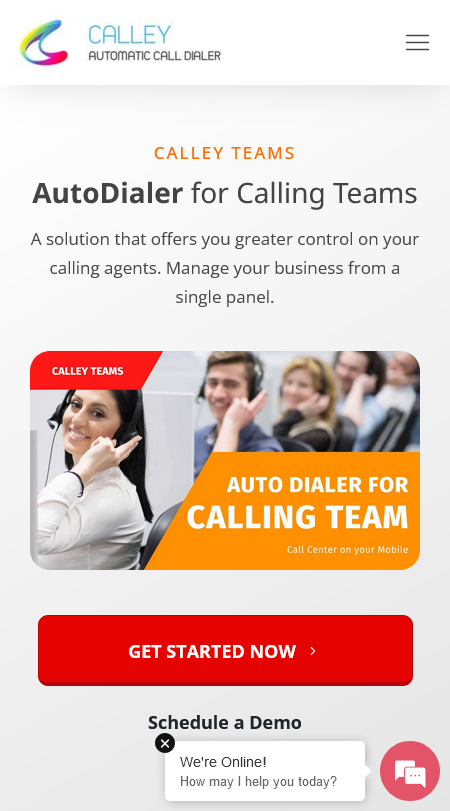 CALLEY
AUTOMATIC CALL DIALER
CALLEY TEAMS
AutoDialer for Calling Teams
A solution that offers you greater control on your
calling agents. Manage your business from a
single panel.
CALLEY TEAMS
AUTO DIALER FOR
CALLING TEAM
Call Center on your Mobile
GET STARTED NOW
Schedule a Demo
We're Online!
How may I help you today?